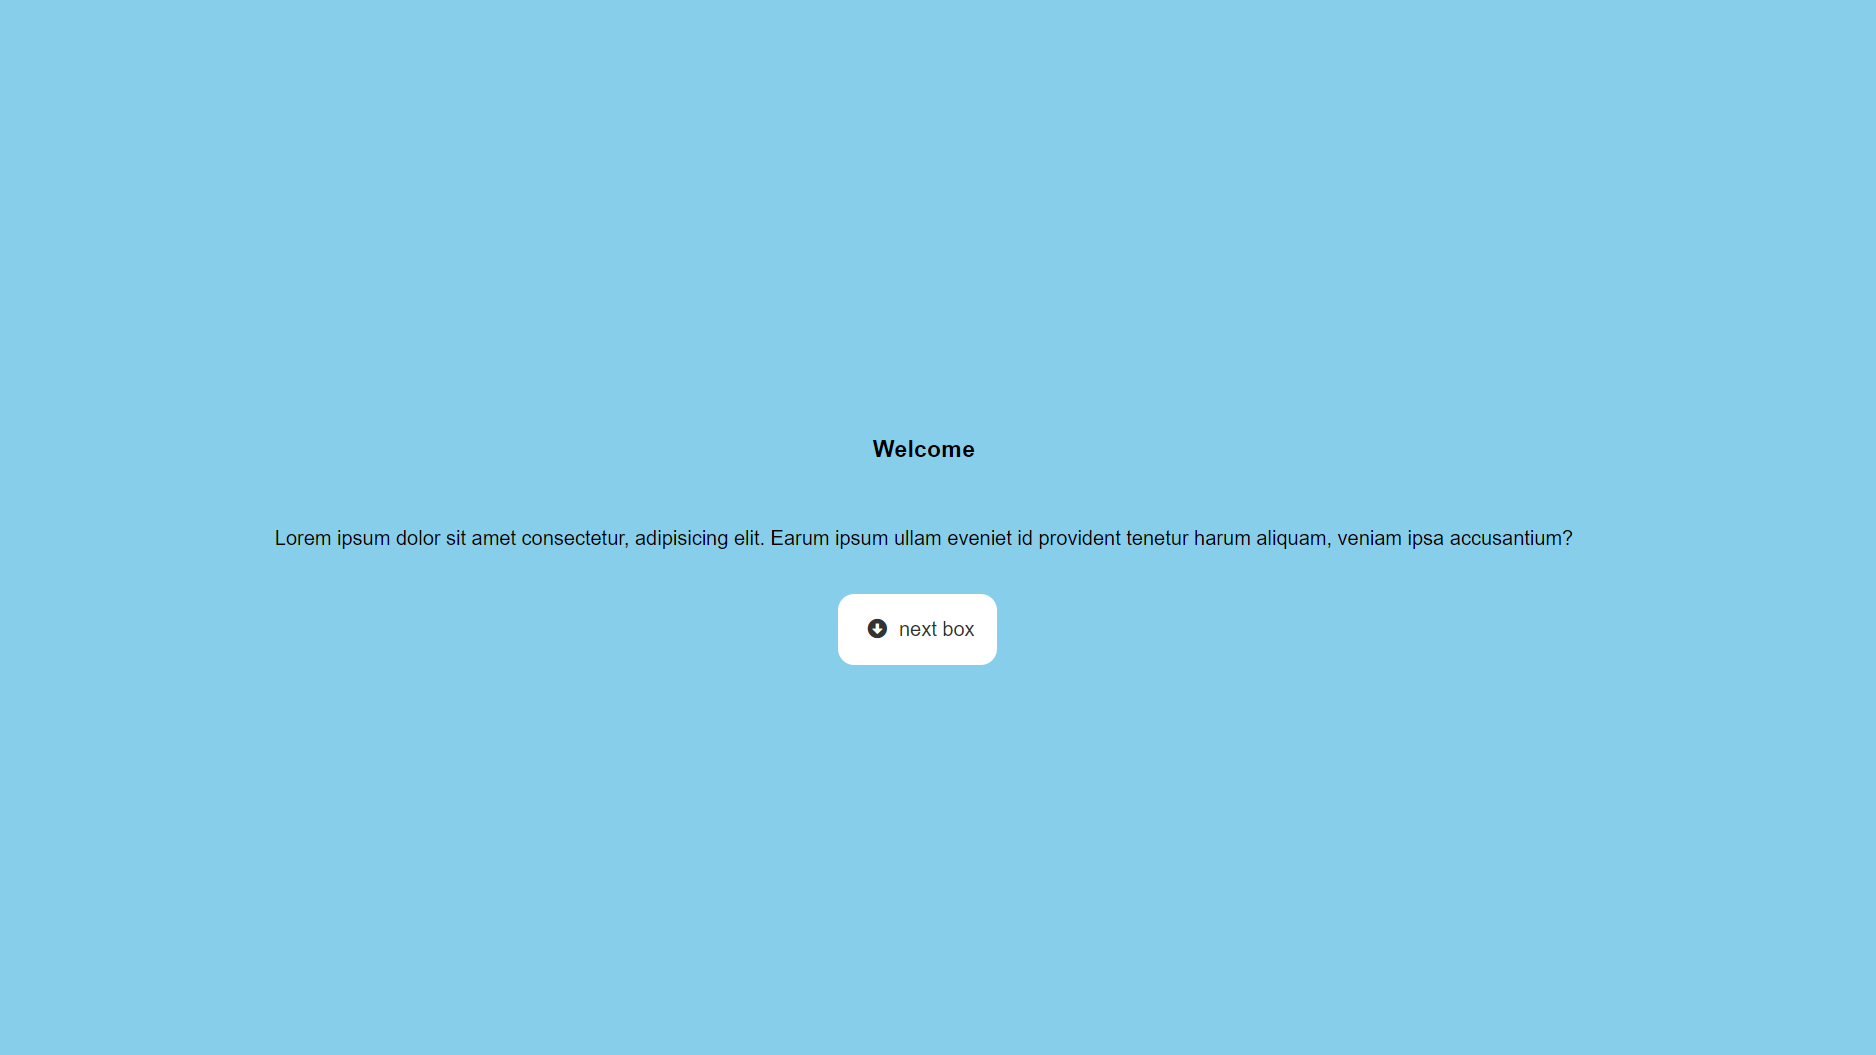 Welcome
Lorem ipsum dolor sit amet consectetur, adipisicing elit. Earum ipsum ullam eveniet id provident tenetur harum aliquam, veniam ipsa accusantium?
next box